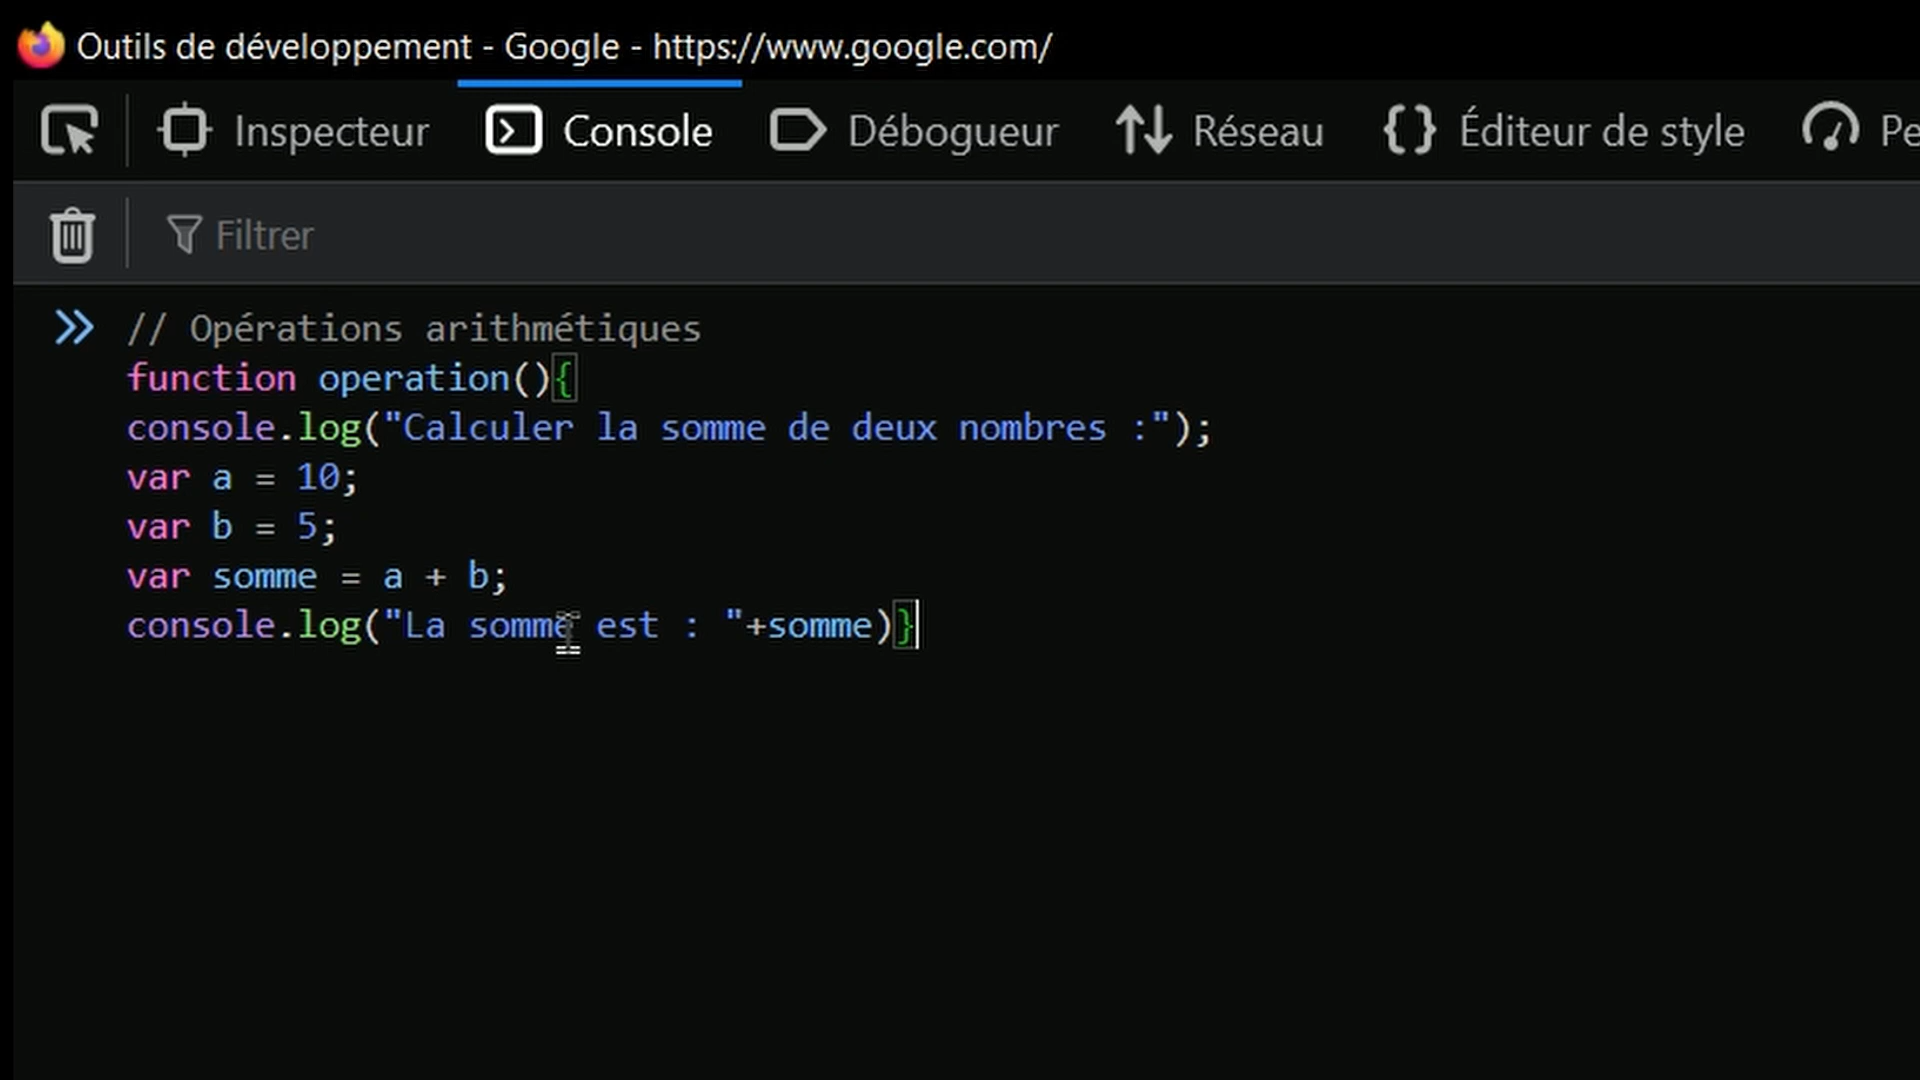 Outils de développement - Google - https://www.google.com/
Inspecteur Console Débogueur Réseau Éditeur de style
Filtrer
// Opérations arithmétiques
function operation(){
console.log("Calculer la somme de deux nombres :");
var a = 10;
var b = 5;
var somme = a + b;
console.log("La somme est : "+somme)}